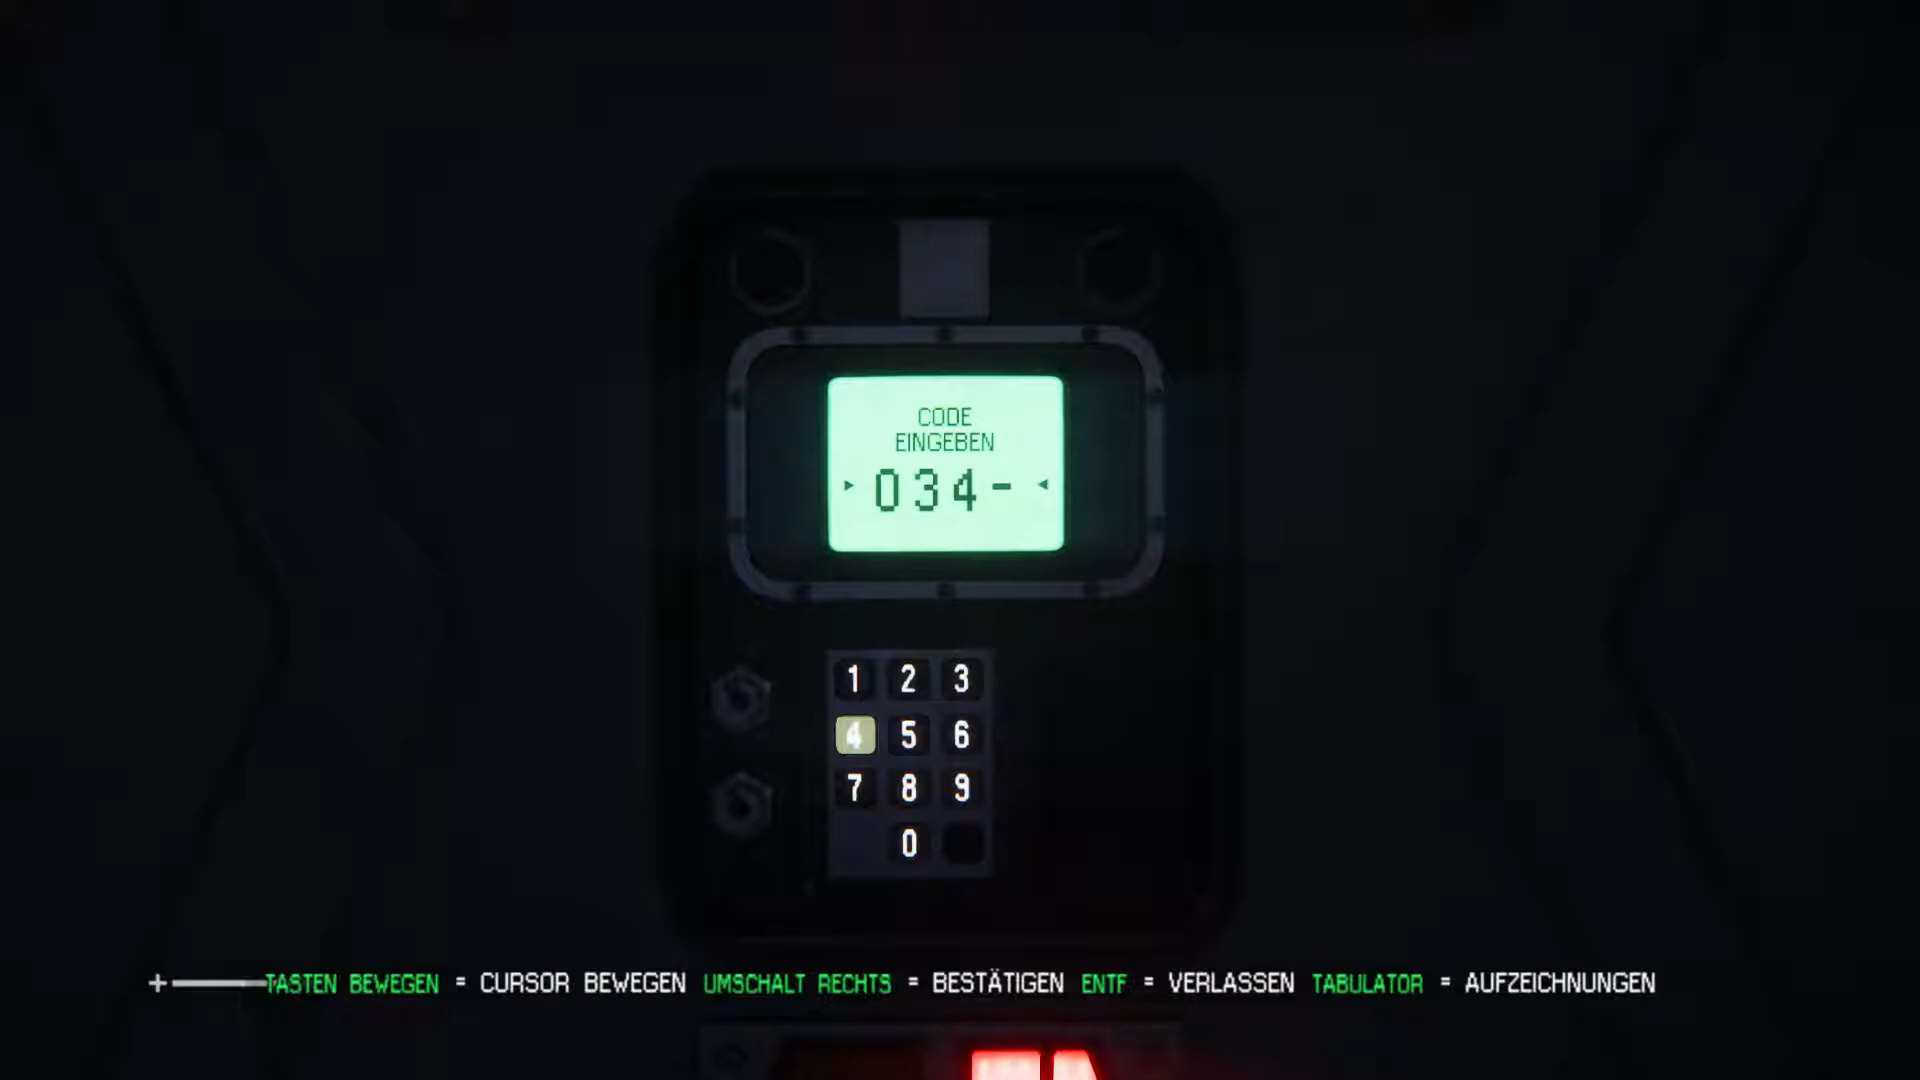 CODE
EINGEBEN
034-
1 2 3
4 5 6
7 8 9
0
TASTEN BEWEGEN = CURSOR BEWEGEN UMSCHALT RECHTS = BESTÄTIGEN ENTF = VERLASSEN TABULATOR = AUFZEICHNUNGEN